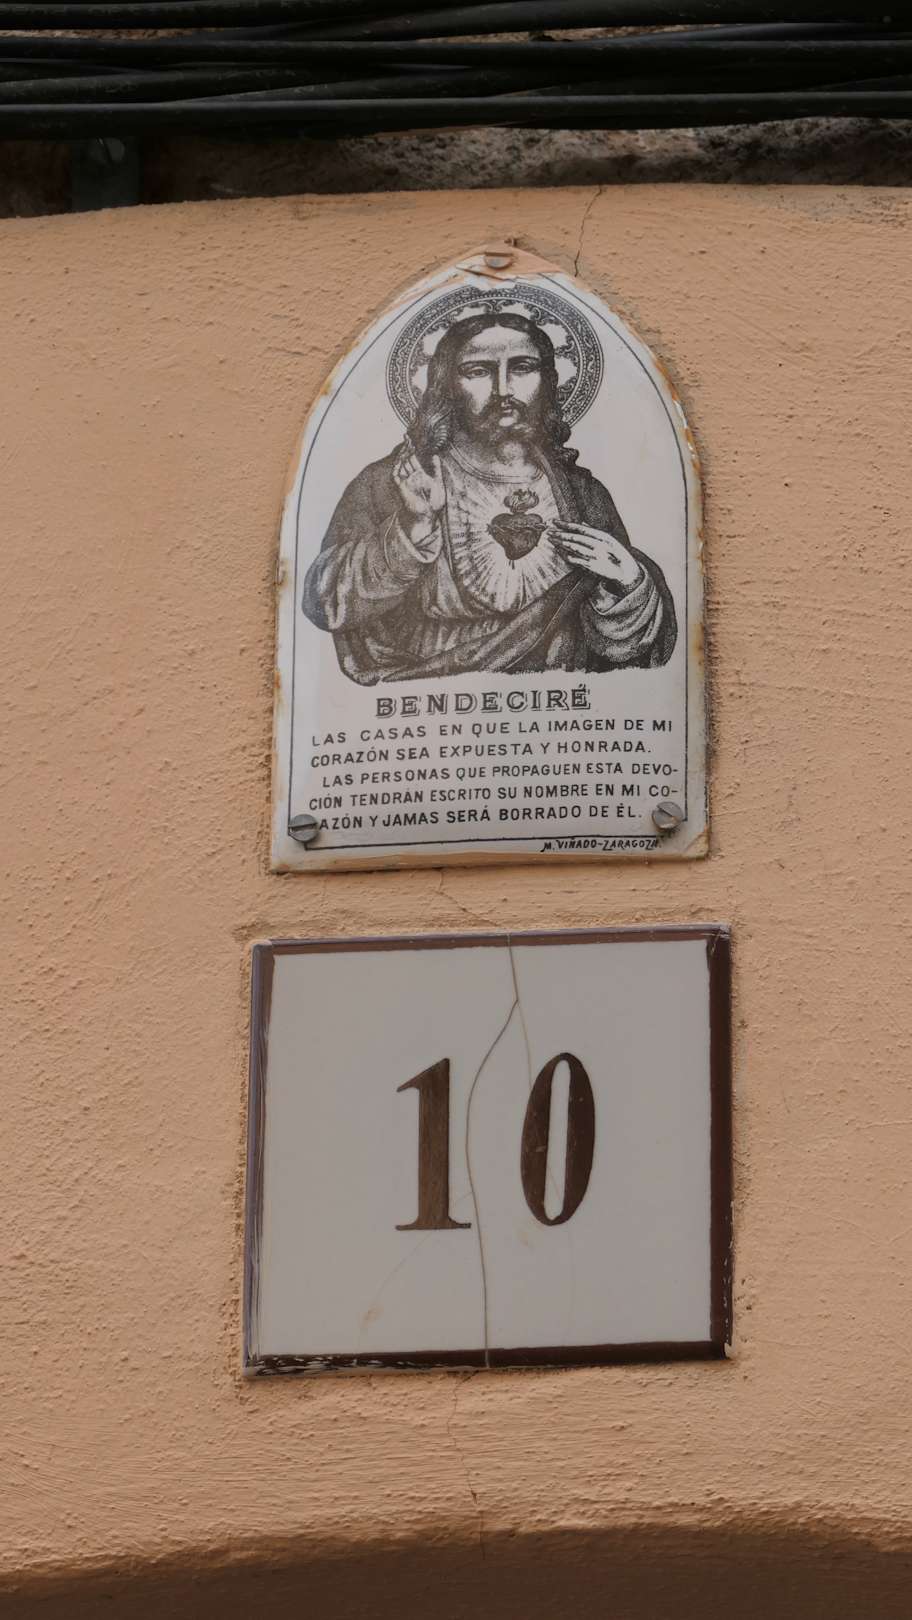 BENDECIRÉ
LAS CASAS EN QUE LA IMAGEN DE MI
CORAZÓN SEA EXPUESTA Y HONRADA.
LAS PERSONAS QUE PROPAGUEN ESTA DEVO-
CIÓN TENDRÁN ESCRITO SU NOMBRE EN MI CO-
AZÓN Y JAMAS SERÁ BORRADO DE ÉL.
M. VIÑADO-ZARAGOZA.
10